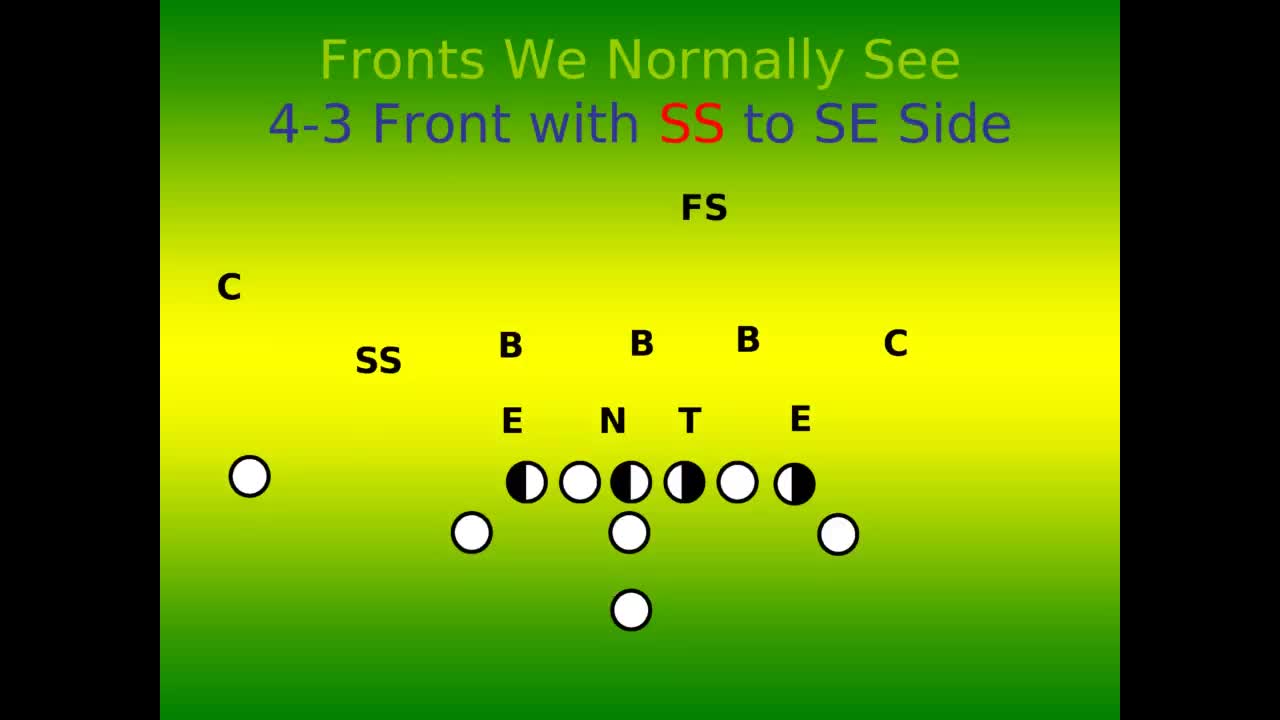 Fronts We Normally See
4-3 Front with SS to SE Side
FS
C
SS B B B C
E N T E